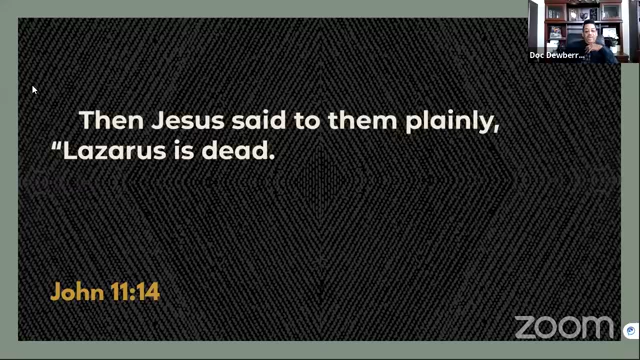 Doc Dewberr...
Then Jesus said to them plainly,
“Lazarus is dead.
John 11:14
zoom